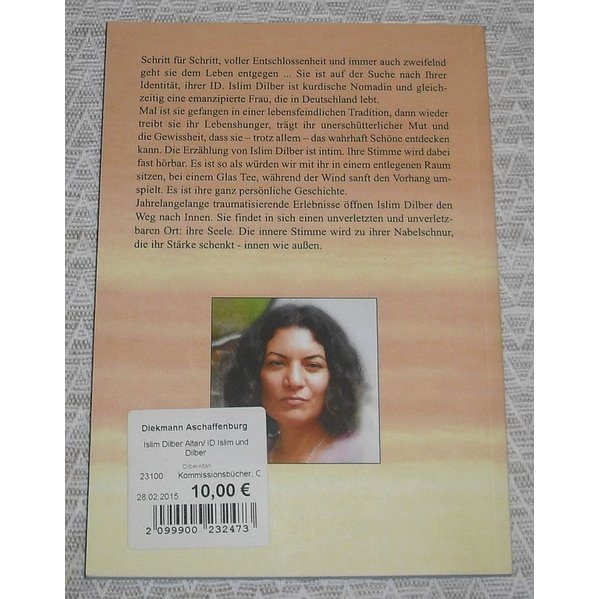 Schritt für Schritt, voller Entschlossenheit und immer auch zweifelnd
geht sie dem Leben entgegen ... Sie ist auf der Suche nach Ihrer
Identität, ihrer ID. Islim Dilber ist kurdische Nomadin und gleich-
zeitig eine emanzipierte Frau, die in Deutschland lebt.
Mal ist sie gefangen in einer lebensfeindlichen Tradition, dann wieder
treibt sie ihr Lebenshunger, trägt ihr unerschütterlicher Mut und
die Gewissheit, dass sie – trotz allem – das wahrhaft Schöne entdecken
kann. Die Erzählung von Islim Dilber ist intim. Ihre Stimme wird dabei
fast hörbar. Es ist so als würden wir mit ihr in einem entlegenen Raum
sitzen, bei einem Glas Tee, während der Wind sanft den Vorhang um-
spielt. Es ist ihre ganz persönliche Geschichte.
Jahrelangelange traumatisierende Erlebnisse öffnen Islim Dilber den
Weg nach Innen. Sie findet in sich einen unverletzten und unverletz-
baren Ort: ihre Seele. Die innere Stimme wird zu ihrer Nabelschnur,
die ihr Stärke schenkt - innen wie außen.
Diekmann Aschaffenburg
Islim Dilber Altan/ ID Islim und
Dilber
DilberAltan
23100 Kommissionsbücher, C
28.02.2015 10,00 €
2 099900 232473